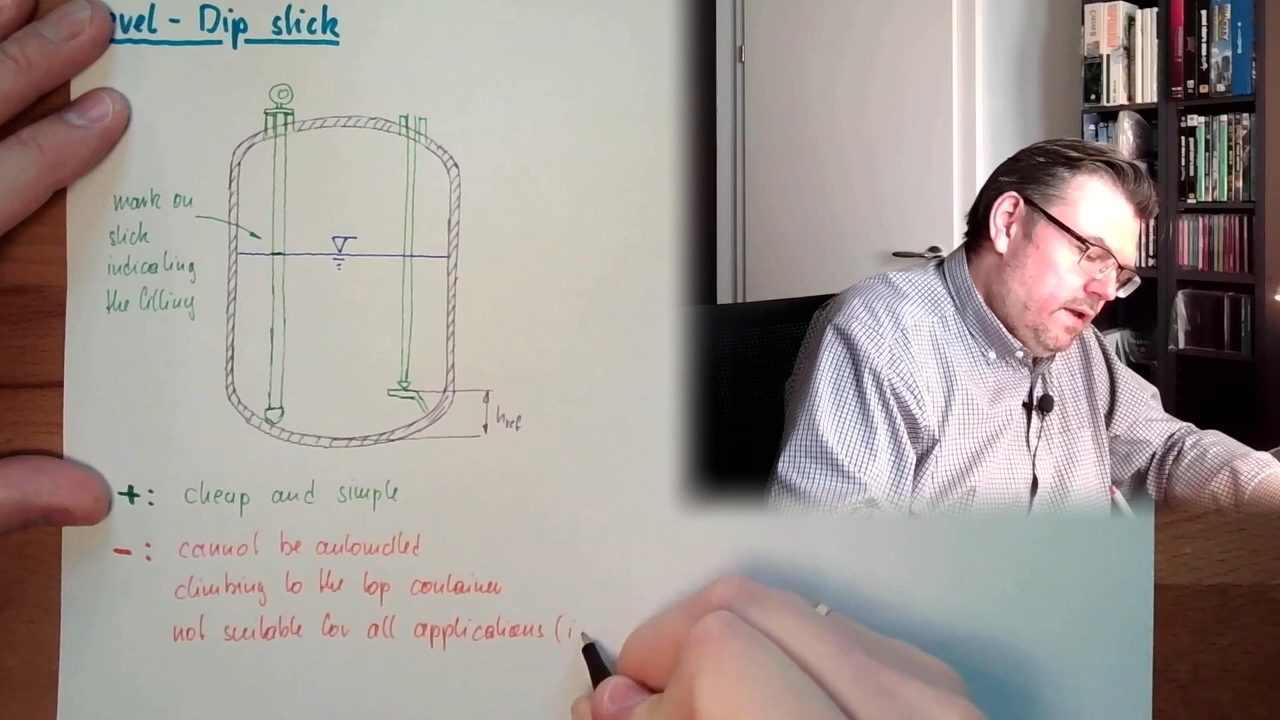 evel - Dip stick
mark on
stick
indicating
the filling
href
+: cheap and simple
-: cannot be automated
climbing to the top container
not suitable for all applications (i